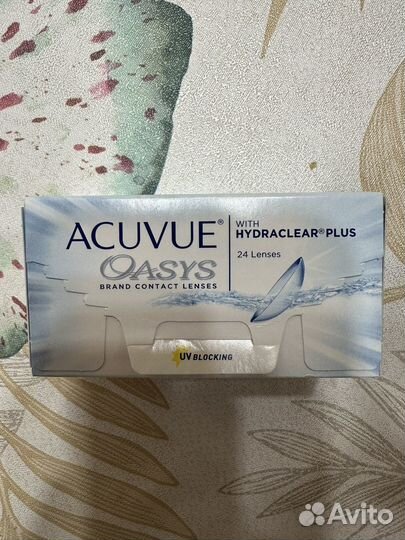 ACUVUE®
OASYS
BRAND CONTACT LENSES
WITH
HYDRACLEAR® PLUS
24 Lenses
UV BLOCKING
Avito